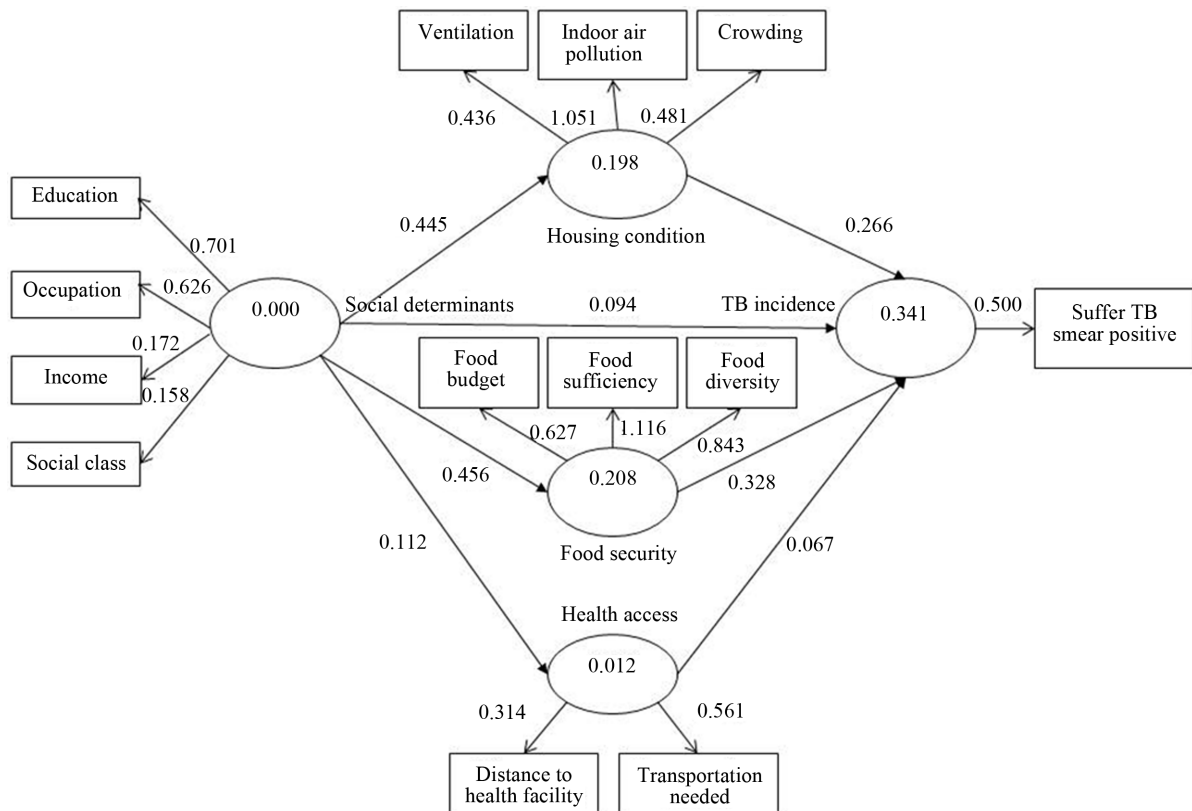 Ventilation
Indoor air
pollution
Crowding
0.436
1.051
0.481
0.198
Housing condition
Education
0.701
0.445
0.266
Occupation
0.626
0.000
Social determinants
0.094
TB incidence
0.341
0.500
Suffer TB
smear positive
0.172
Income
0.158
Social class
Food
budget
Food
sufficiency
Food
diversity
0.627
1.116
0.843
0.456
0.208
0.328
Food security
0.112
0.067
Health access
0.012
0.314
0.561
Distance to
health facility
Transportation
needed